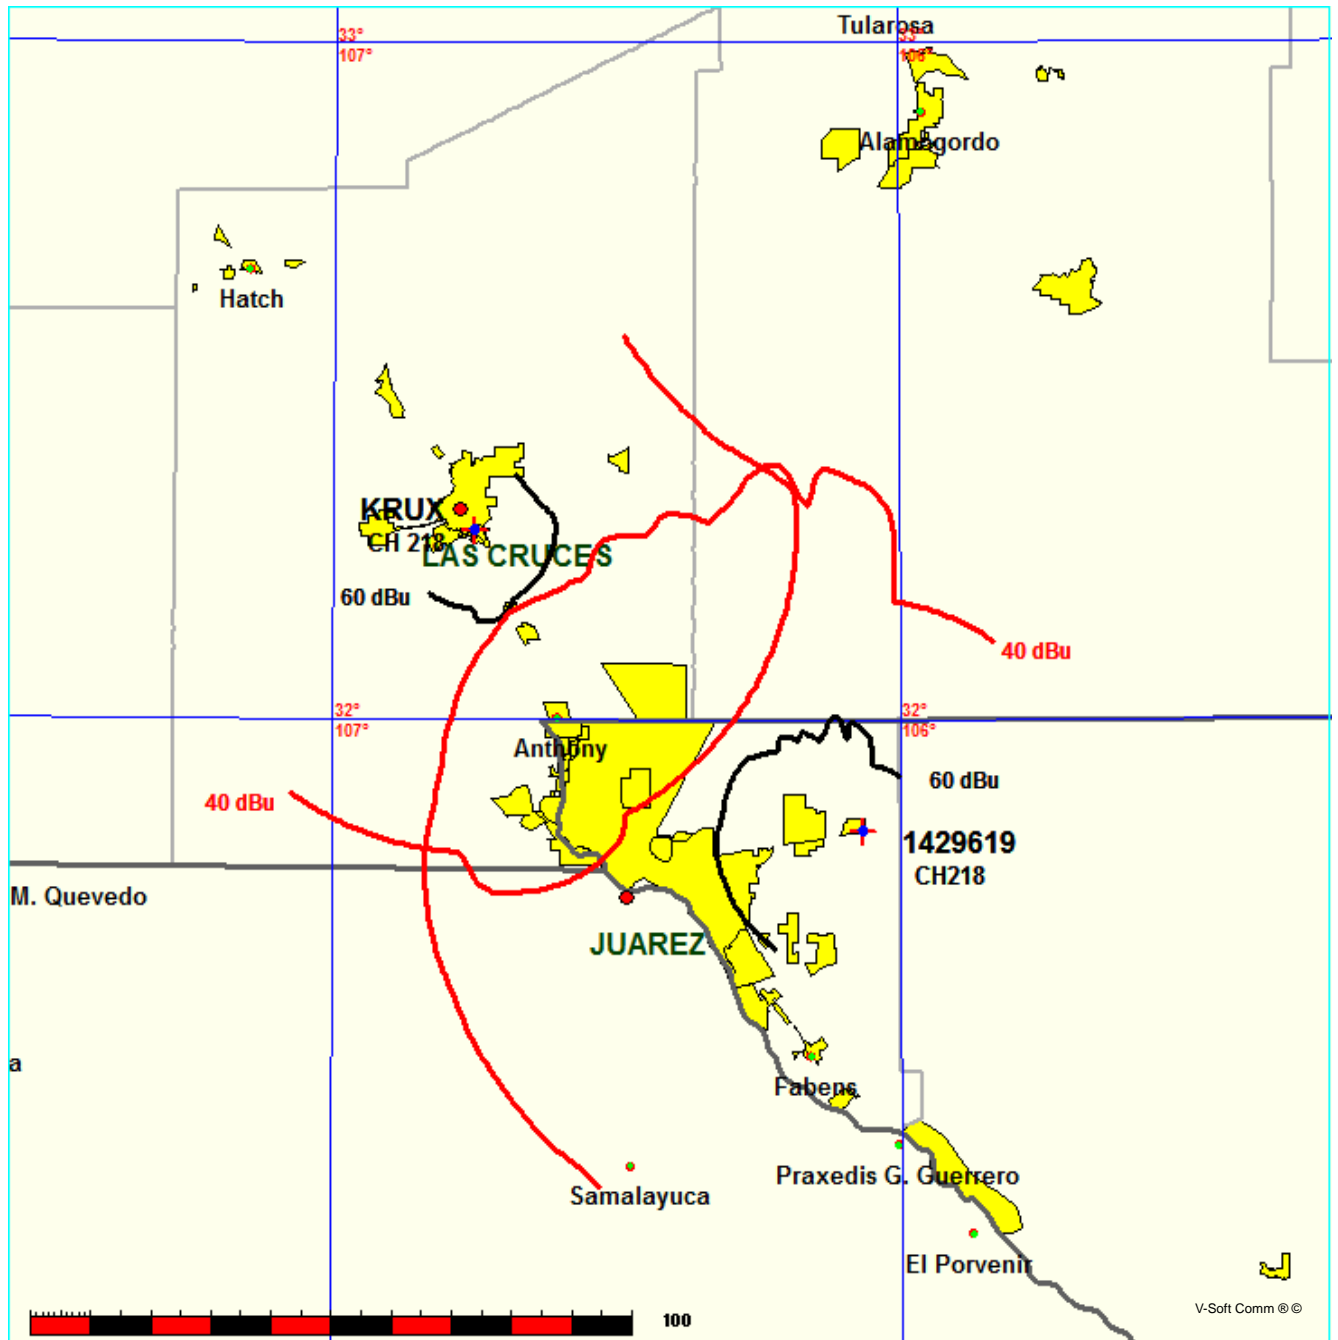 Tularosa
33°
107°
33°
106°
Alamogordo
Hatch
KRUX
CH 218
LAS CRUCES
60 dBu
40 dBu
32°
107°
32°
106°
Anthony
60 dBu
40 dBu
1429619
CH218
M. Quevedo
JUAREZ
a
Fabens
Praxedis G. Guerrero
Samalayuca
El Porvenir
V-Soft Comm ® ©
100